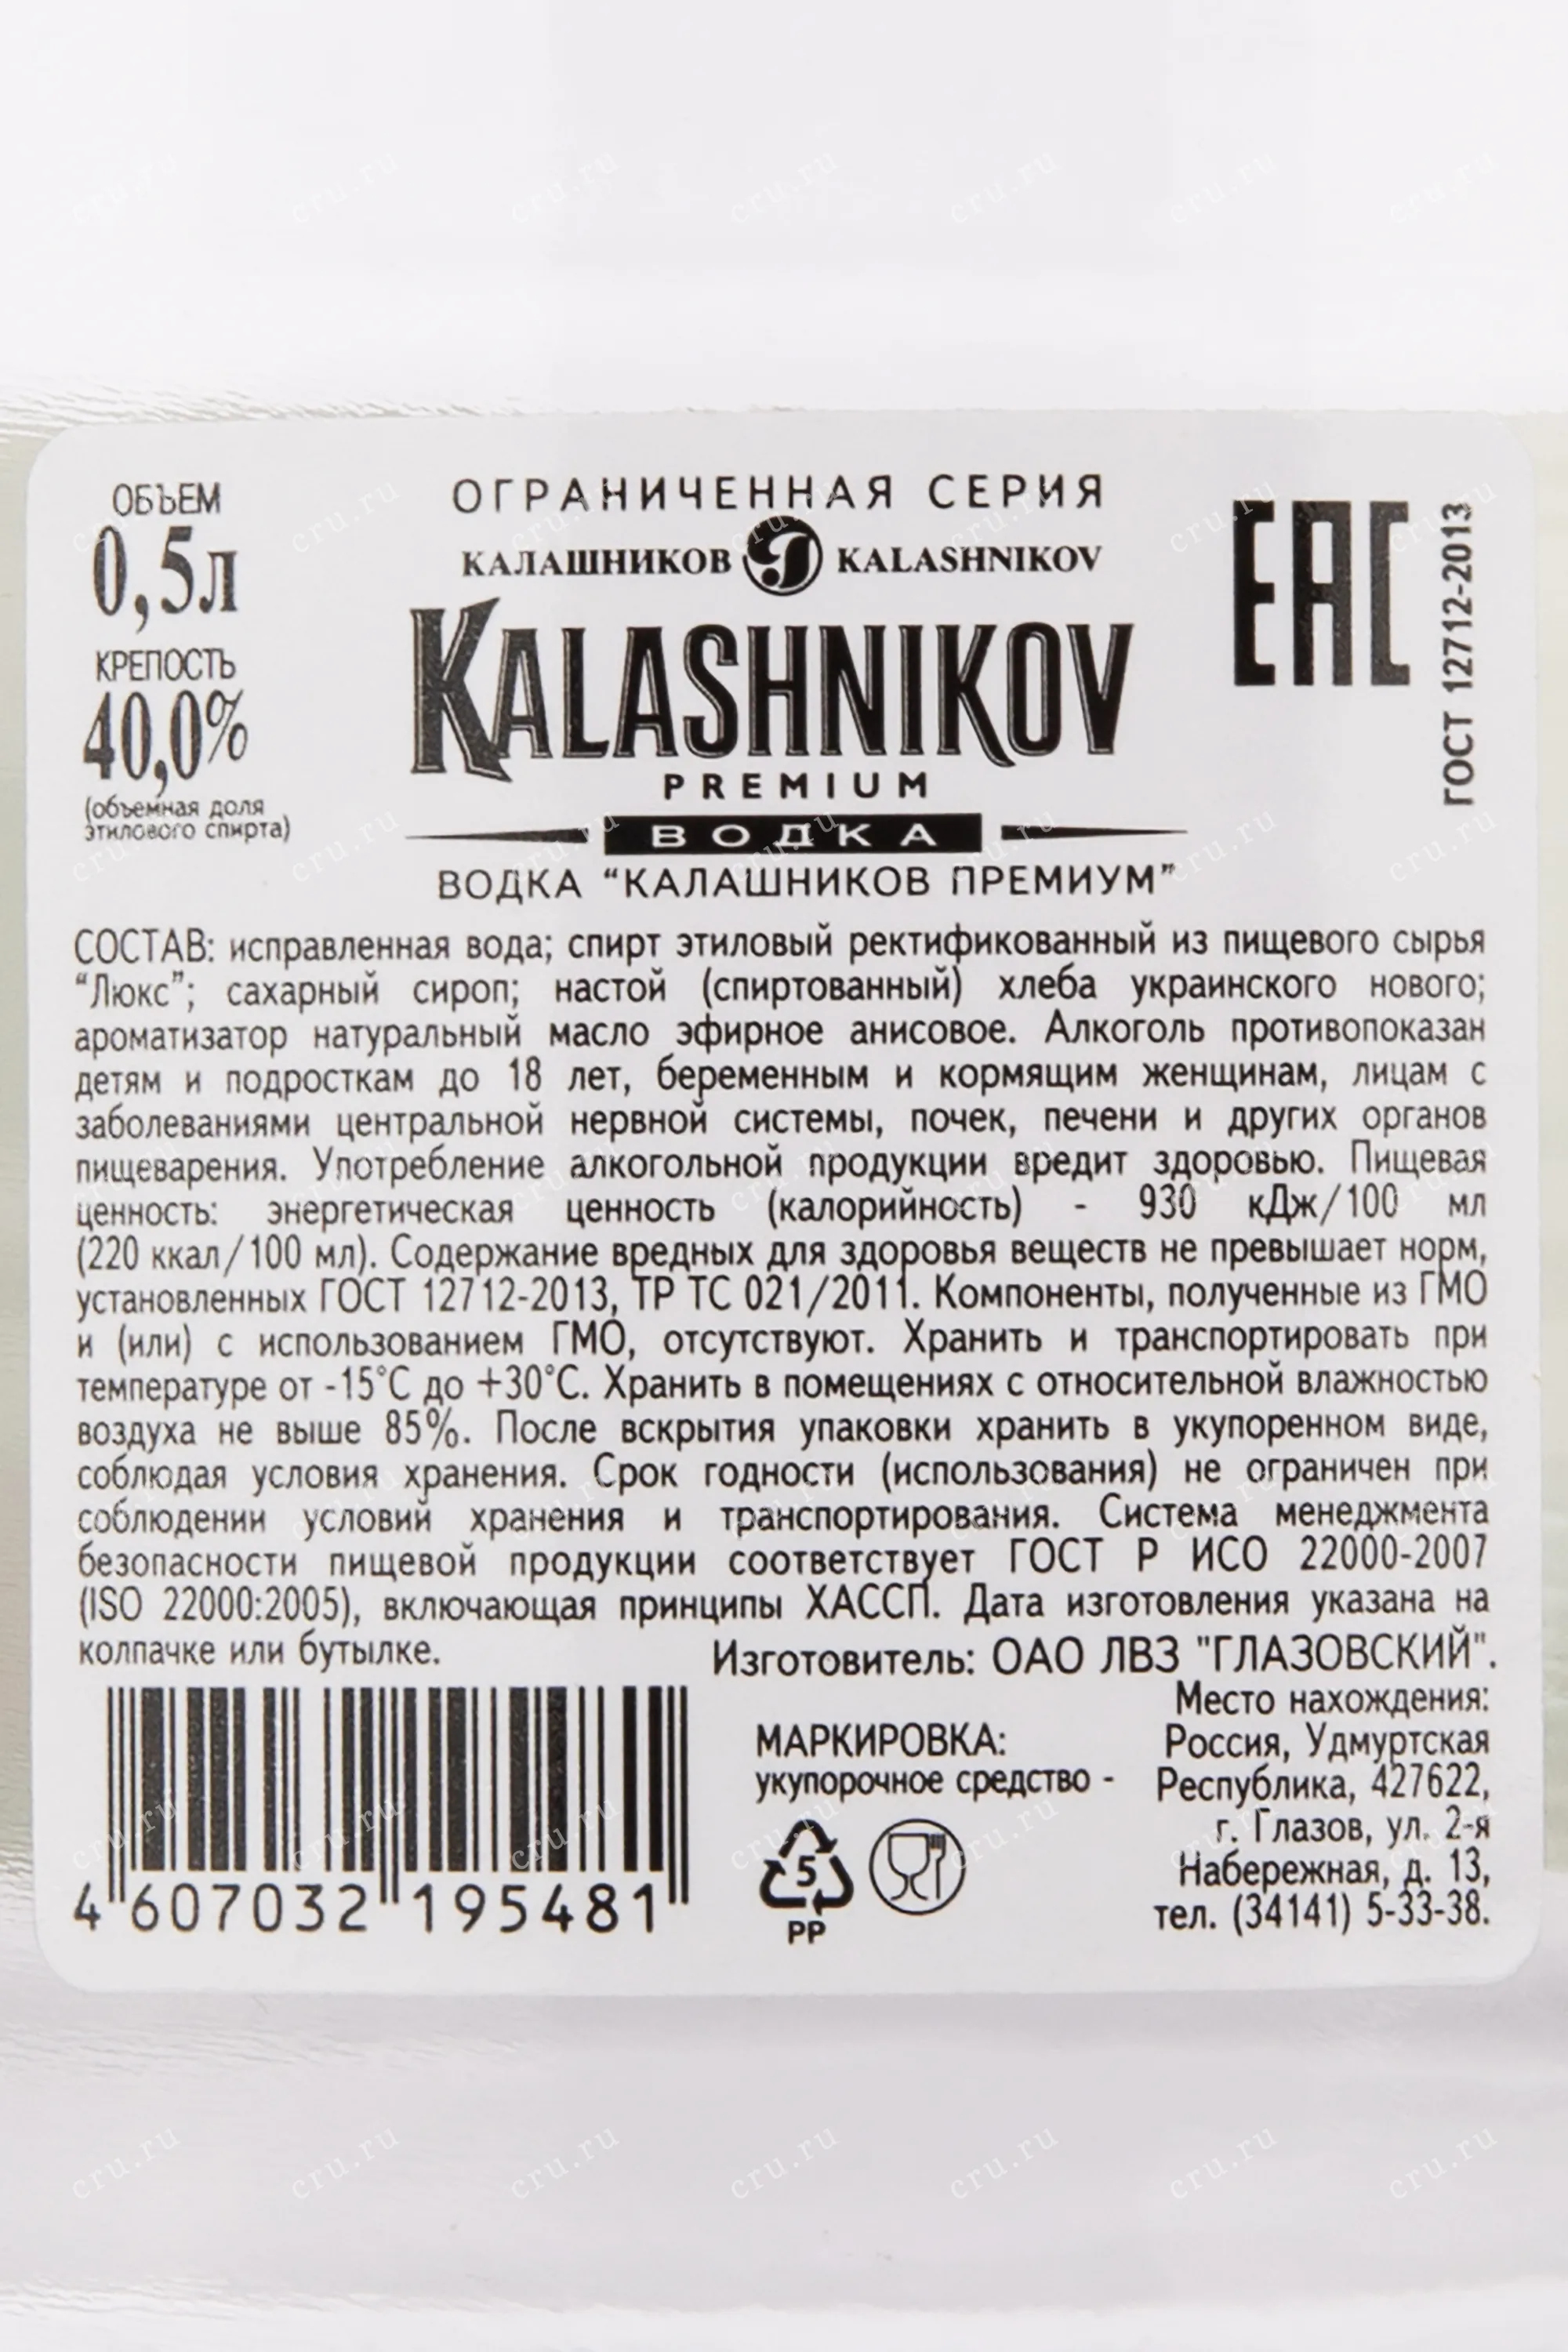 ОБЪЕМ
0,5л
КРЕПОСТЬ
40,0%
(объемная доля
этилового спирта)
ОГРАНИЧЕННАЯ СЕРИЯ
КАЛАШНИКОВ KALASHNIKOV
KALASHNIKOV
PREMIUM
ВОДКА
ВОДКА “КАЛАШНИКОВ ПРЕМИУМ”
EAC
ГОСТ 12712-2013
СОСТАВ: исправленная вода; спирт этиловый ректификованный из пищевого сырья
“Люкс”; сахарный сироп; настой (спиртованный) хлеба украинского нового;
ароматизатор натуральный масло эфирное анисовое. Алкоголь противопоказан
детям и подросткам до 18 лет, беременным и кормящим женщинам, лицам с
заболеваниями центральной нервной системы, почек, печени и других органов
пищеварения. Употребление алкогольной продукции вредит здоровью. Пищевая
ценность: энергетическая ценность (калорийность) - 930 кДж/100 мл
(220 ккал/100 мл). Содержание вредных для здоровья веществ не превышает норм,
установленных ГОСТ 12712-2013, ТР ТС 021/2011. Компоненты, полученные из ГМО
и (или) с использованием ГМО, отсутствуют. Хранить и транспортировать при
температуре от -15°С до +30°С. Хранить в помещениях с относительной влажностью
воздуха не выше 85%. После вскрытия упаковки хранить в укупоренном виде,
соблюдая условия хранения. Срок годности (использования) не ограничен при
соблюдении условий хранения и транспортирования. Система менеджмента
безопасности пищевой продукции соответствует ГОСТ Р ИСО 22000-2007
(ISO 22000:2005), включающая принципы ХАССП. Дата изготовления указана на
колпачке или бутылке.
Изготовитель: ОАО ЛВЗ "ГЛАЗОВСКИЙ".
Место нахождения:
Россия, Удмуртская
Республика, 427622,
г. Глазов, ул. 2-я
Набережная, д. 13,
тел. (34141) 5-33-38.
МАРКИРОВКА:
укупорочное средство -
5
PP
4 607032 195481
cru.ru